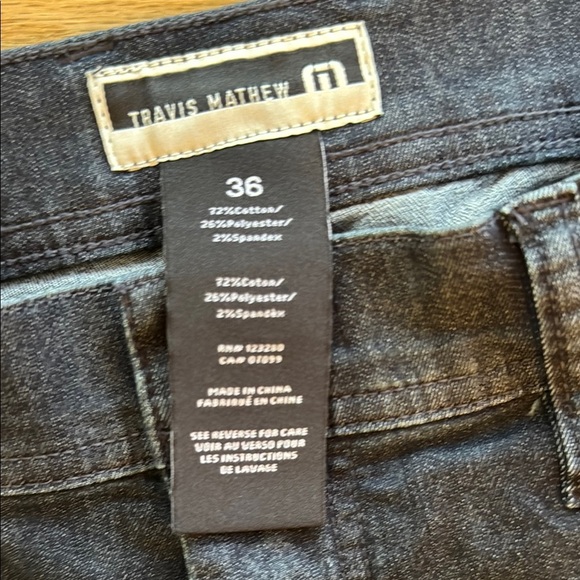 TRAVIS MATHEW
36
72%Cotton/
26%Polyester/
2%Spandex
72%Coton/
26%Polyester/
2%Spandex
RN# 123280
CA# 07899
MADE IN CHINA
FABRIQUÉ EN CHINE
SEE REVERSE FOR CARE
VOIR AU VERSO POUR
LES INSTRUCTIONS
DE LAVAGE